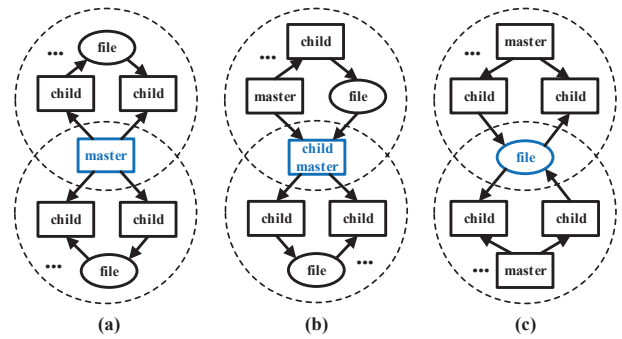 ... file
child child
master
child child
... file
(a)
... child
master file
child
master
child child
file ...
(b)
... master
child child
file
child child
... master
(c)